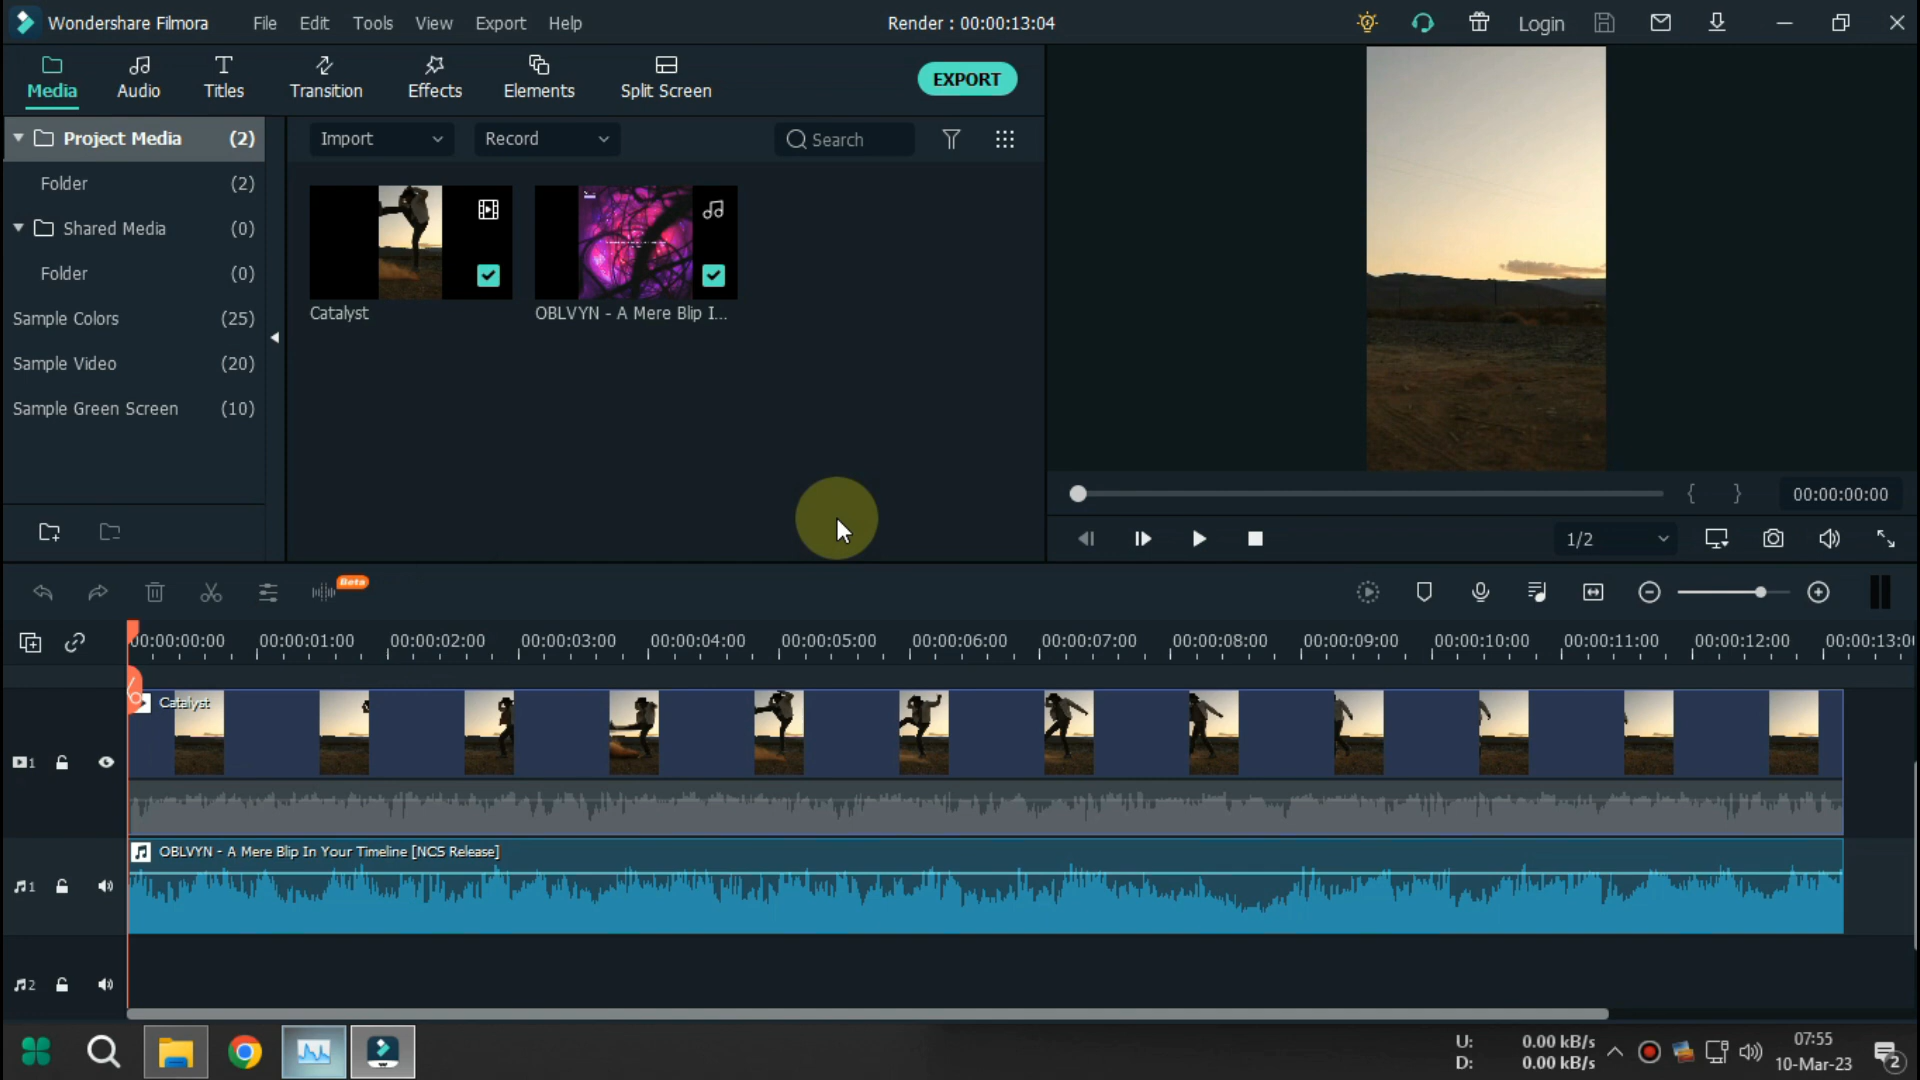 Wondershare Filmora
File
Edit
Tools
View
Export
Help
Render : 00:00:13:04
Login
Media
Audio
Titles
Transition
Effects
Elements
Split Screen
EXPORT
Project Media (2)
Folder (2)
Shared Media (0)
Folder (0)
Sample Colors (25)
Sample Video (20)
Sample Green Screen (10)
Import
Record
Search
Catalyst
OBLVYN - A Mere Blip I...
{ }
00:00:00:00
1/2
Beta
00:00:00:00
00:00:01:00
00:00:02:00
00:00:03:00
00:00:04:00
00:00:05:00
00:00:06:00
00:00:07:00
00:00:08:00
00:00:09:00
00:00:10:00
00:00:11:00
00:00:12:00
00:00:13:0
Catalyst
1
OBLVYN - A Mere Blip In Your Timeline [NCS Release]
1
2
U: 0.00 kB/s
D: 0.00 kB/s
07:55
10-Mar-23
2